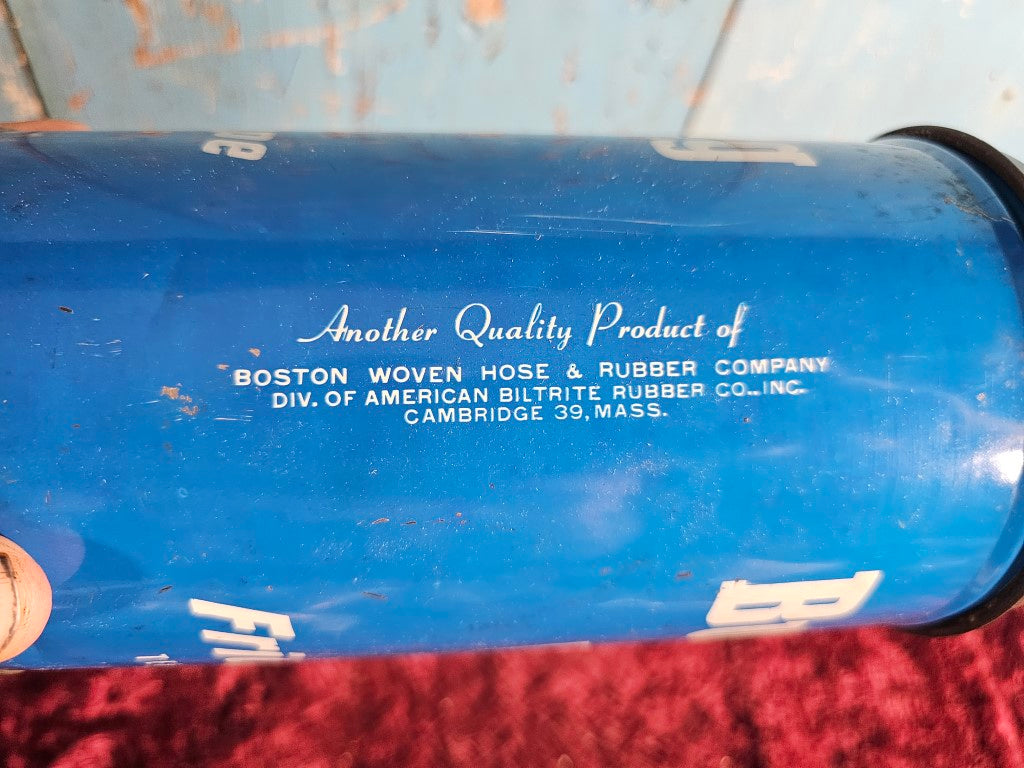 Another Quality Product of
BOSTON WOVEN HOSE & RUBBER COMPANY
DIV. OF AMERICAN BILTRITE RUBBER CO., INC.
CAMBRIDGE 39, MASS.